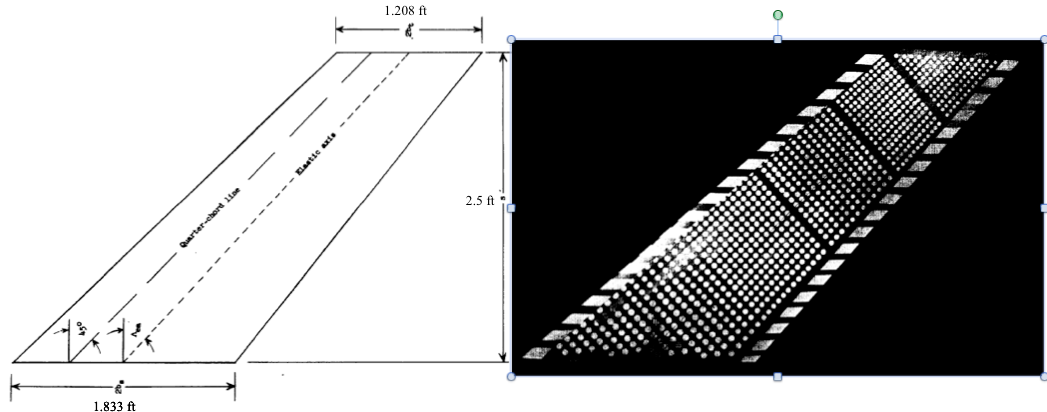 1.208 ft
Elastic axis
Quarter-chord line
2.5 ft
s
45°
1.833 ft